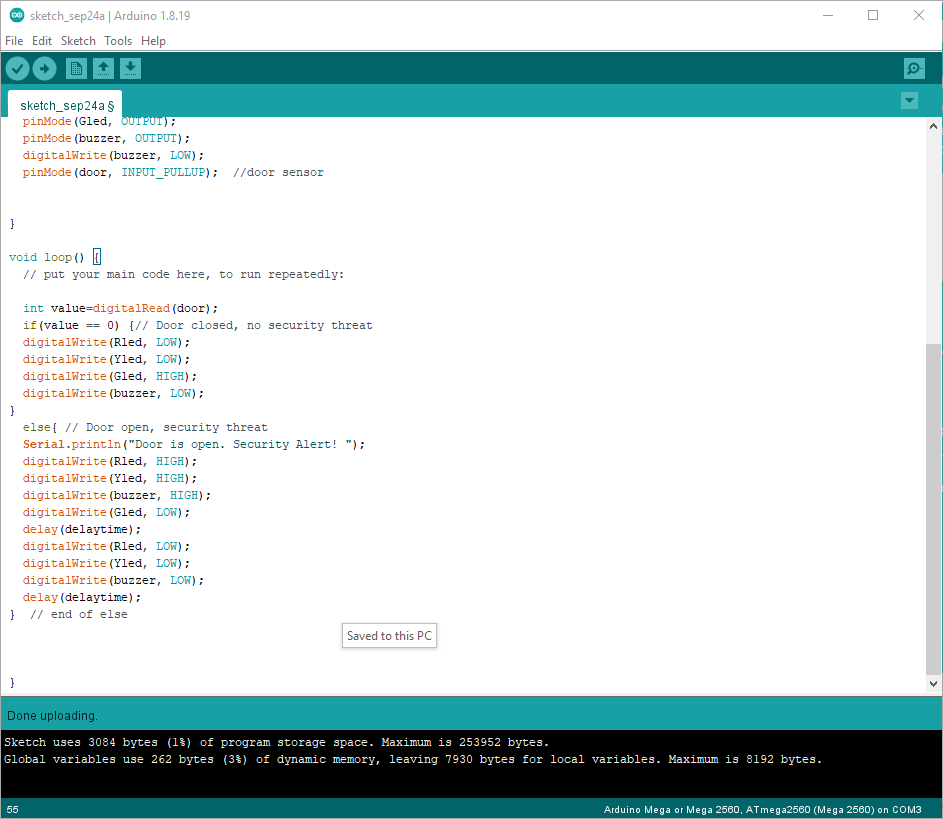 sketch_sep24a | Arduino 1.8.19
File Edit Sketch Tools Help
sketch_sep24a §
pinMode(Gled, OUTPUT);
pinMode(buzzer, OUTPUT);
digitalWrite(buzzer, LOW);
pinMode(door, INPUT_PULLUP);  //door sensor
}
void loop() {
// put your main code here, to run repeatedly:
int value=digitalRead(door);
if(value == 0) {// Door closed, no security threat
digitalWrite(Rled, LOW);
digitalWrite(Yled, LOW);
digitalWrite(Gled, HIGH);
digitalWrite(buzzer, LOW);
}
else{ // Door open, security threat
Serial.println("Door is open. Security Alert! ");
digitalWrite(Rled, HIGH);
digitalWrite(Yled, HIGH);
digitalWrite(buzzer, HIGH);
digitalWrite(Gled, LOW);
delay(delaytime);
digitalWrite(Rled, LOW);
digitalWrite(Yled, LOW);
digitalWrite(buzzer, LOW);
delay(delaytime);
}  // end of else
Saved to this PC
}
Done uploading.
Sketch uses 3084 bytes (1%) of program storage space. Maximum is 253952 bytes.
Global variables use 262 bytes (3%) of dynamic memory, leaving 7930 bytes for local variables. Maximum is 8192 bytes.
55 Arduino Mega or Mega 2560, ATmega2560 (Mega 2560) on COM3